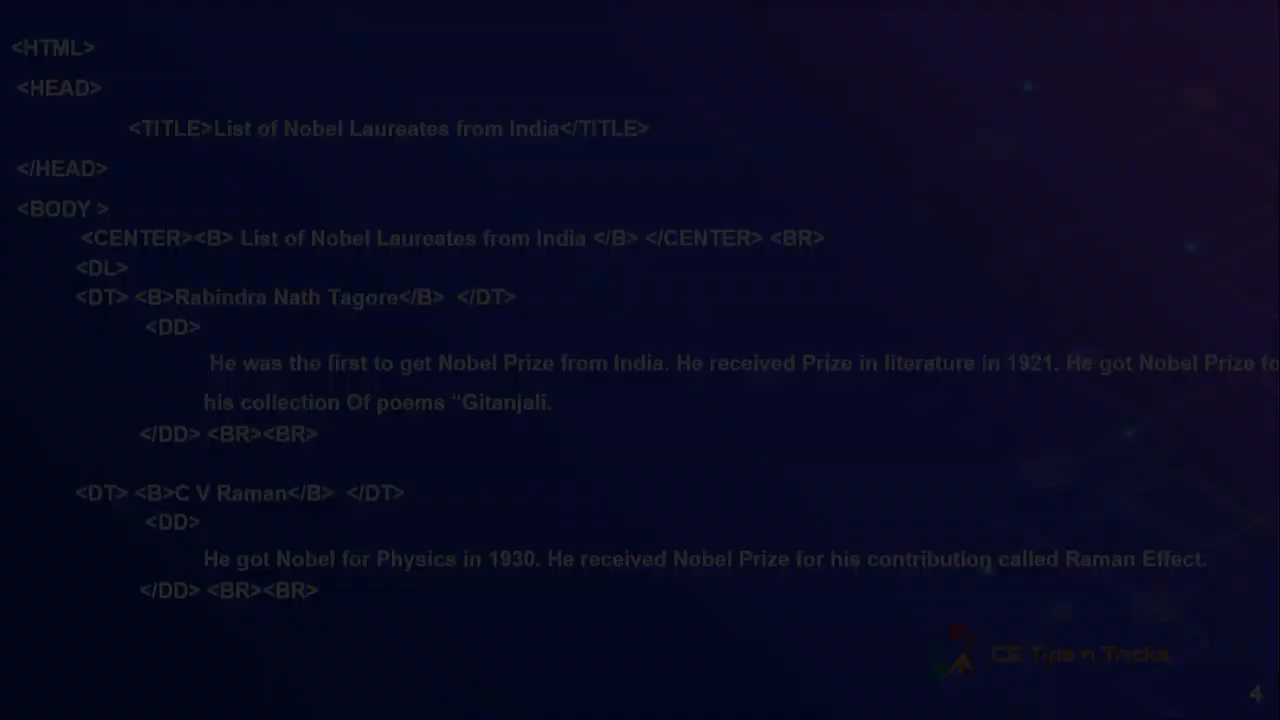 <HTML>
<HEAD>
<TITLE>List of Nobel Laureates from India</TITLE>
</HEAD>
<BODY >
<CENTER><B> List of Nobel Laureates from India </B> </CENTER> <BR>
<DL>
<DT> <B>Rabindra Nath Tagore</B>  </DT>
<DD>
He was the first to get Nobel Prize from India. He received Prize in literature in 1921. He got Nobel Prize fo
his collection Of poems “Gitanjali.
</DD> <BR><BR>
<DT> <B>C V Raman</B>  </DT>
<DD>
He got Nobel for Physics in 1930. He received Nobel Prize for his contribution called Raman Effect.
</DD> <BR><BR>
CS Tips n Tricks
4